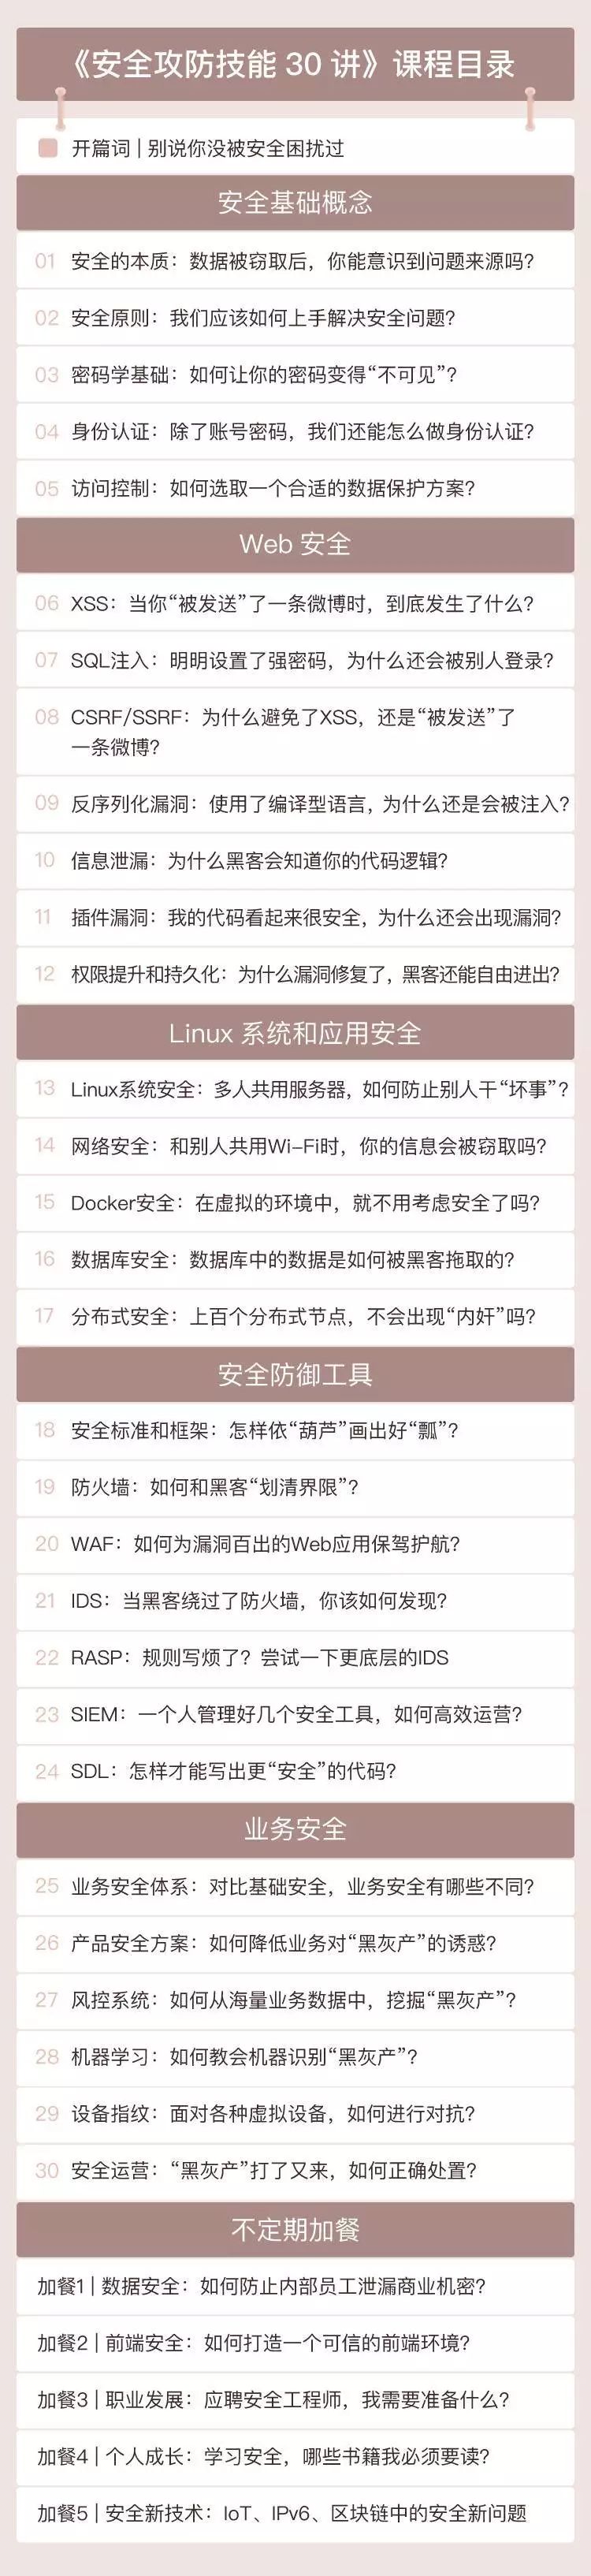 《安全攻防技能 30 讲》课程目录
开篇词 | 别说你没被安全困扰过
安全基础概念
01 安全的本质：数据被窃取后，你能意识到问题来源吗？
02 安全原则：我们应该如何上手解决安全问题？
03 密码学基础：如何让你的密码变得“不可见”？
04 身份认证：除了账号密码，我们还能怎么做身份认证？
05 访问控制：如何选取一个合适的数据保护方案？
Web 安全
06 XSS：当你“被发送”了一条微博时，到底发生了什么？
07 SQL注入：明明设置了强密码，为什么还会被别人登录？
08 CSRF/SSRF：为什么避免了XSS，还是“被发送”了
一条微博？
09 反序列化漏洞：使用了编译型语言，为什么还是会被注入？
10 信息泄漏：为什么黑客会知道你的代码逻辑？
11 插件漏洞：我的代码看起来很安全，为什么还会出现漏洞？
12 权限提升和持久化：为什么漏洞修复了，黑客还能自由进出？
Linux 系统和应用安全
13 Linux系统安全：多人共用服务器，如何防止别人干“坏事”？
14 网络安全：和别人共用Wi-Fi时，你的信息会被窃取吗？
15 Docker安全：在虚拟的环境中，就不用考虑安全了吗？
16 数据库安全：数据库中的数据是如何被黑客拖取的？
17 分布式安全：上百个分布式节点，不会出现“内奸”吗？
安全防御工具
18 安全标准和框架：怎样依“葫芦”画出好“瓢”？
19 防火墙：如何和黑客“划清界限”？
20 WAF：如何为漏洞百出的Web应用保驾护航？
21 IDS：当黑客绕过了防火墙，你该如何发现？
22 RASP：规则写烦了？尝试一下更底层的IDS
23 SIEM：一个人管理好几个安全工具，如何高效运营？
24 SDL：怎样才能写出更“安全”的代码？
业务安全
25 业务安全体系：对比基础安全，业务安全有哪些不同？
26 产品安全方案：如何降低业务对“黑灰产”的诱惑？
27 风控系统：如何从海量业务数据中，挖掘“黑灰产”？
28 机器学习：如何教会机器识别“黑灰产”？
29 设备指纹：面对各种虚拟设备，如何进行对抗？
30 安全运营：“黑灰产”打了又来，如何正确处置？
不定期加餐
加餐1 | 数据安全：如何防止内部员工泄漏商业机密？
加餐2 | 前端安全：如何打造一个可信的前端环境？
加餐3 | 职业发展：应聘安全工程师，我需要准备什么？
加餐4 | 个人成长：学习安全，哪些书籍我必须要读？
加餐5 | 安全新技术：IoT、IPv6、区块链中的安全新问题